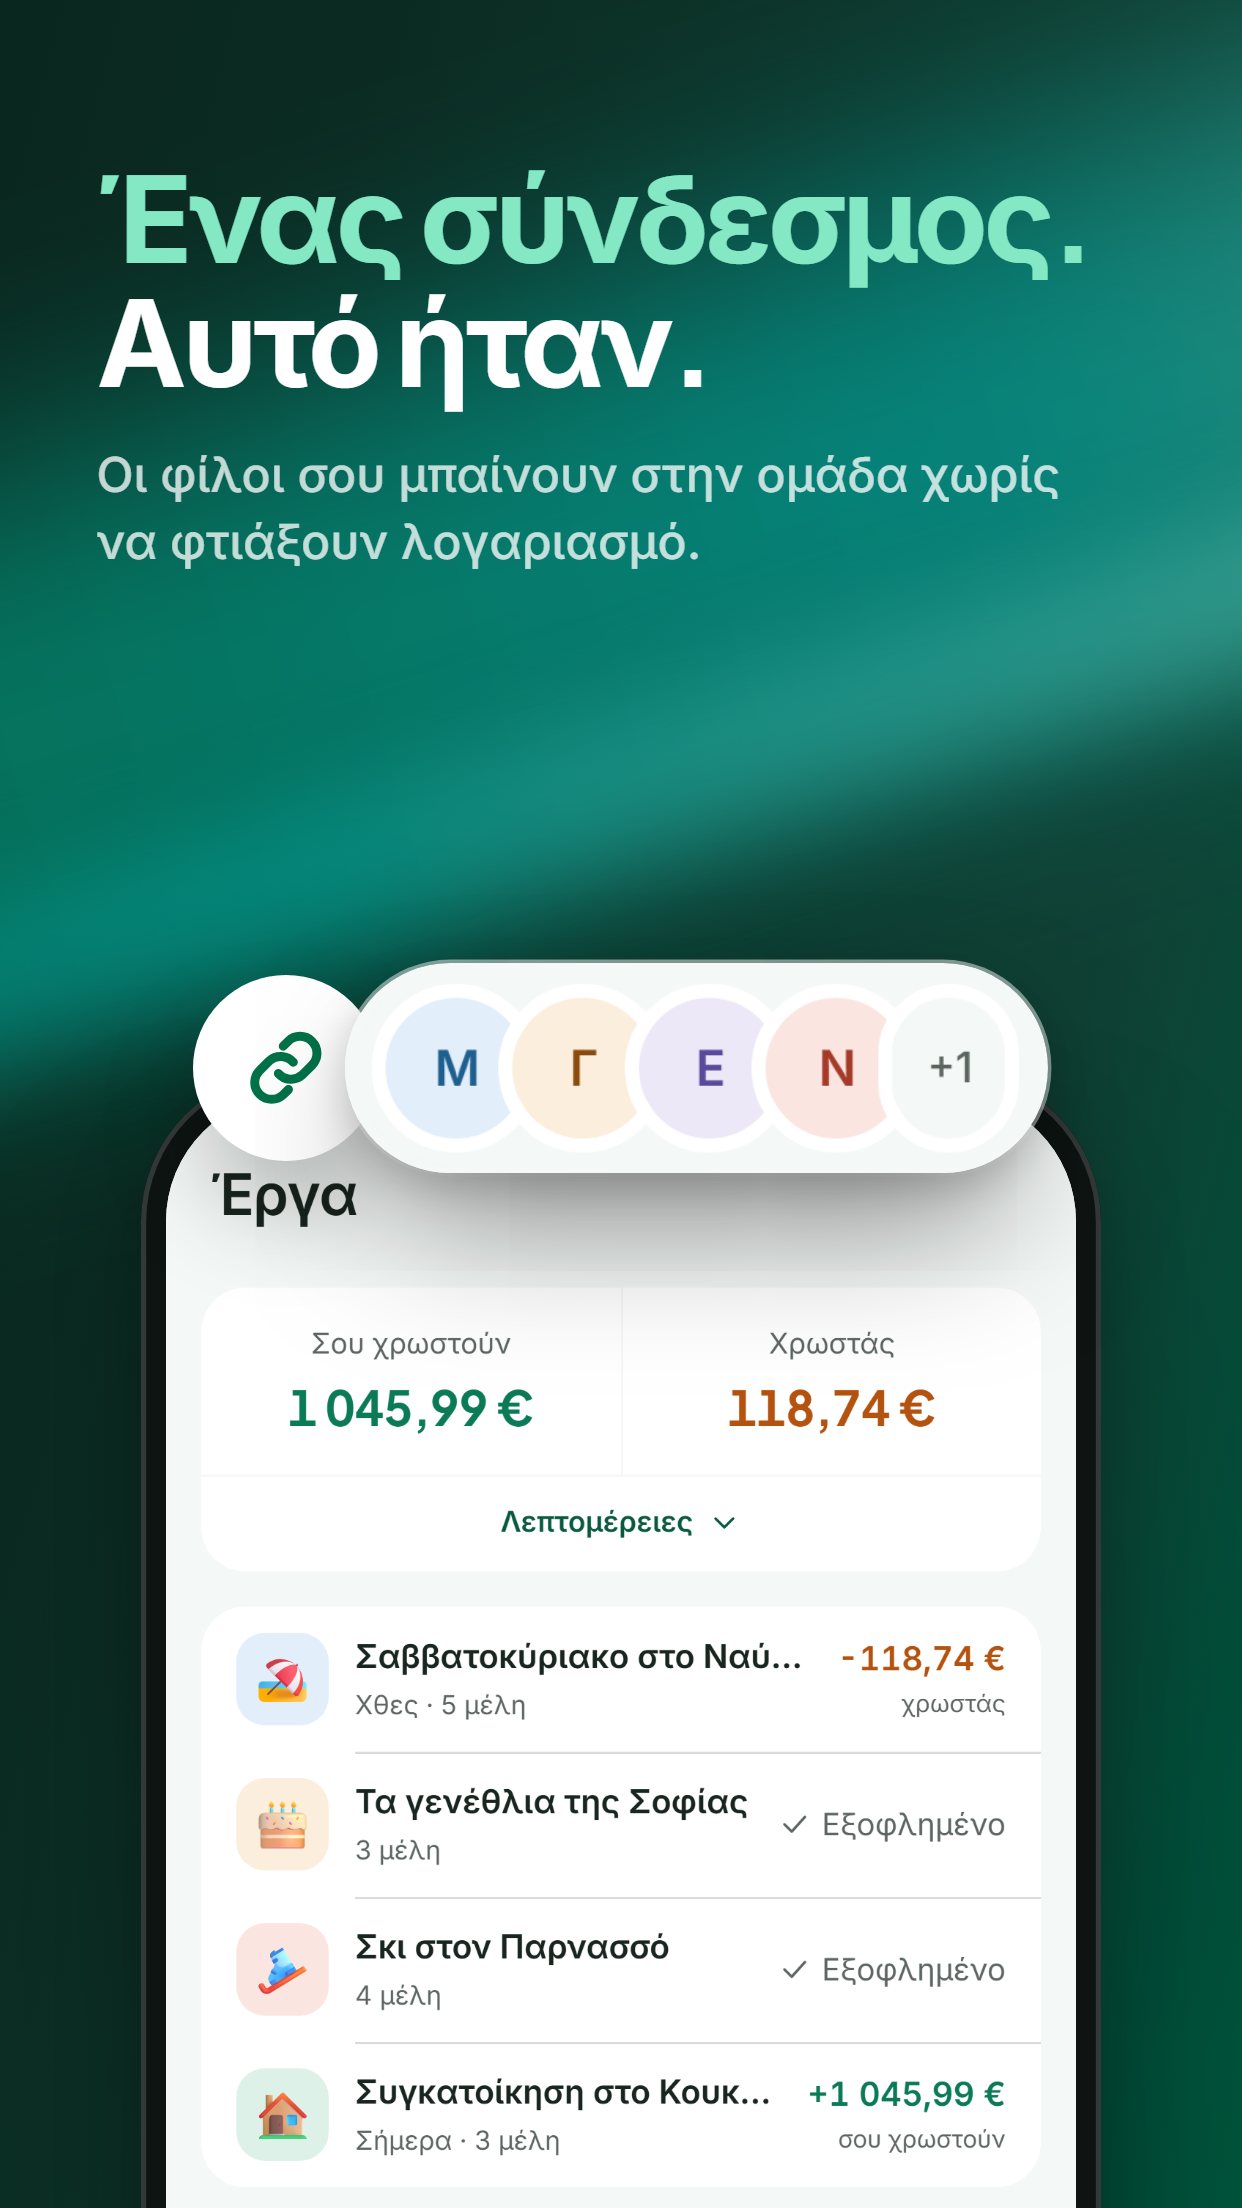 Ένας σύνδεσμος.
Αυτό ήταν.
Οι φίλοι σου μπαίνουν στην ομάδα χωρίς
να φτιάξουν λογαριασμό.
Μ Γ Ε Ν +1
Έργα
Σου χρωστούν
1 045,99 €
Χρωστάς
118,74 €
Λεπτομέρειες
Σαββατοκύριακο στο Ναύ...
-118,74 €
Χθες · 5 μέλη
χρωστάς
Τα γενέθλια της Σοφίας
3 μέλη
Εξοφλημένο
Σκι στον Παρνασσό
4 μέλη
Εξοφλημένο
Συγκατοίκηση στο Κουκ...
+1 045,99 €
Σήμερα · 3 μέλη
σου χρωστούν